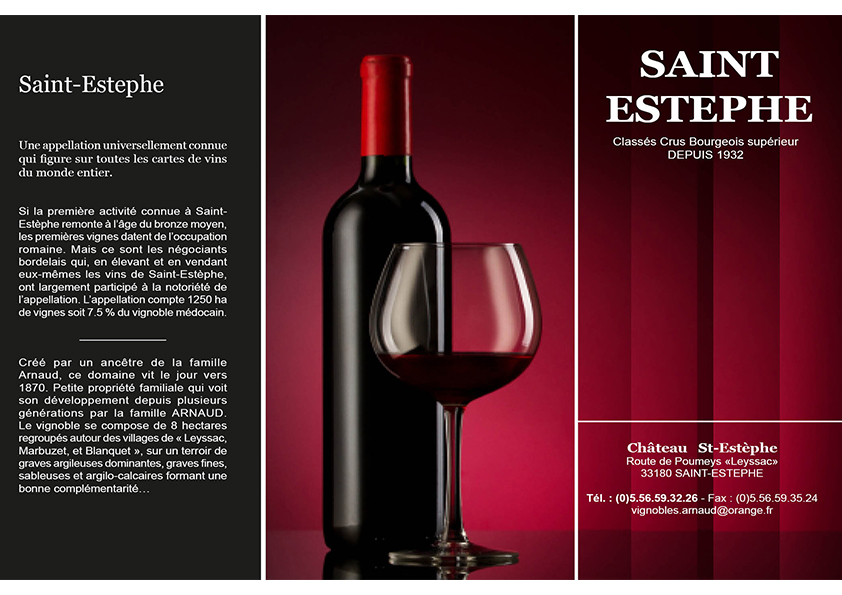 Saint-Estephe
Une appellation universellement connue
qui figure sur toutes les cartes de vins
du monde entier.
Si la première activité connue à Saint-
Estèphe remonte à l'âge du bronze moyen,
les premières vignes datent de l'occupation
romaine. Mais ce sont les négociants
bordelais qui, en élevant et en vendant
eux-mêmes les vins de Saint-Estèphe,
ont largement participé à la notoriété de
l'appellation. L'appellation compte 1250 ha
de vignes soit 7.5 % du vignoble médocain.
Créé par un ancêtre de la famille
Arnaud, ce domaine vit le jour vers
1870. Petite propriété familiale qui voit
son développement depuis plusieurs
générations par la famille ARNAUD.
Le vignoble se compose de 8 hectares
regroupés autour des villages de « Leyssac,
Marbuzet, et Blanquet », sur un terroir de
graves argileuses dominantes, graves fines,
sableuses et argilo-calcaires formant une
bonne complémentarité…
SAINT
ESTEPHE
Classés Crus Bourgeois supérieur
DEPUIS 1932
Château St-Estèphe
Route de Poumeys «Leyssac»
33180 SAINT-ESTEPHE
Tél. : (0)5.56.59.32.26 - Fax : (0)5.56.59.35.24
vignobles.arnaud@orange.fr